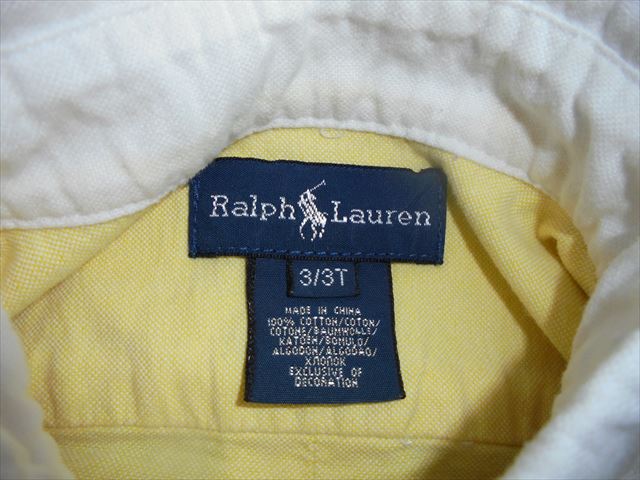 Ralph Lauren
3/3T
MADE IN CHINA
100% COTTON/COTON/
COTONE/BAUMWOLLE/
KATOEN/BOMULD/
ALGODON/ALGODAO/
ХЛОПОК
EXCLUSIVE OF
DECORATION